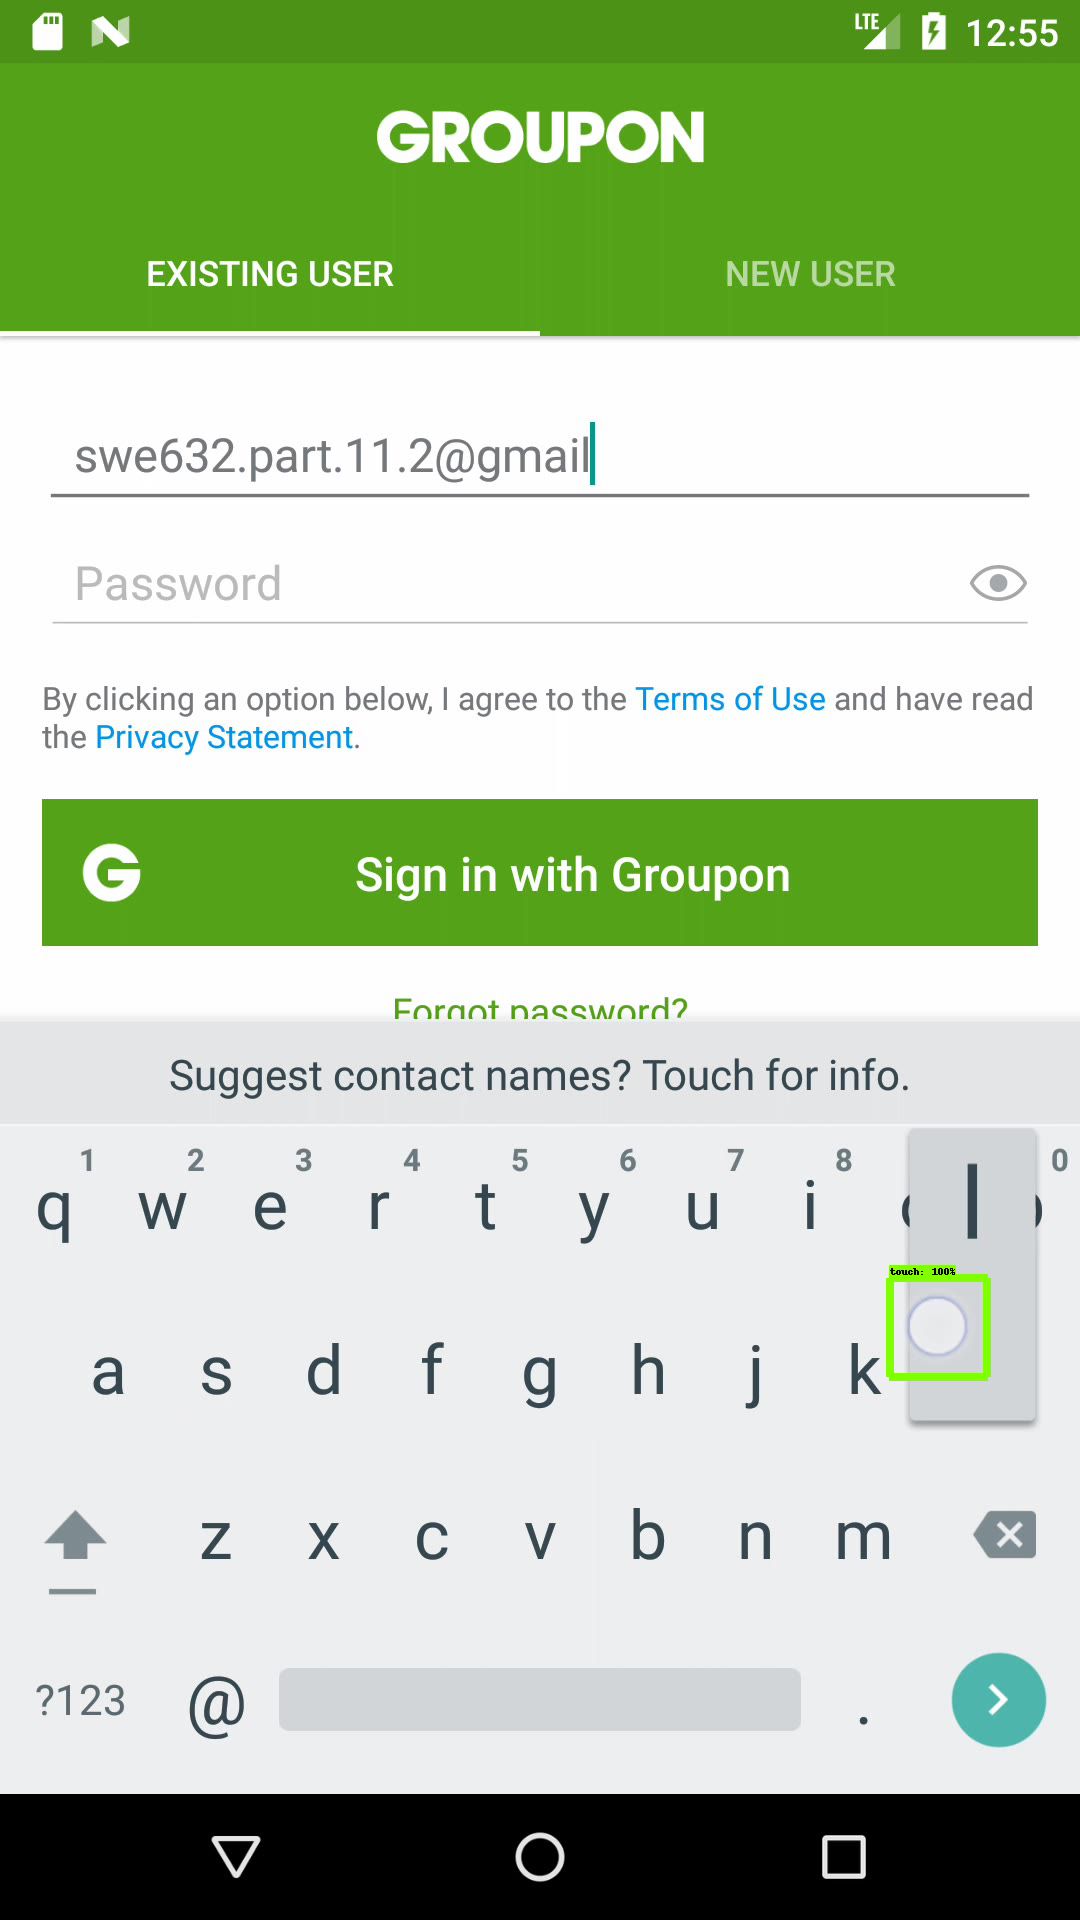 LTE 12:55
GROUPON
EXISTING USER NEW USER
swe632.part.11.2@gmail
Password
By clicking an option below, I agree to the Terms of Use and have read
the Privacy Statement.
G Sign in with Groupon
Forgot password?
Suggest contact names? Touch for info.
1 2 3 4 5 6 7 8 0
q w e r t y u i o p
l
touch: 100%
a s d f g h j k
z x c v b n m
?123 @ .